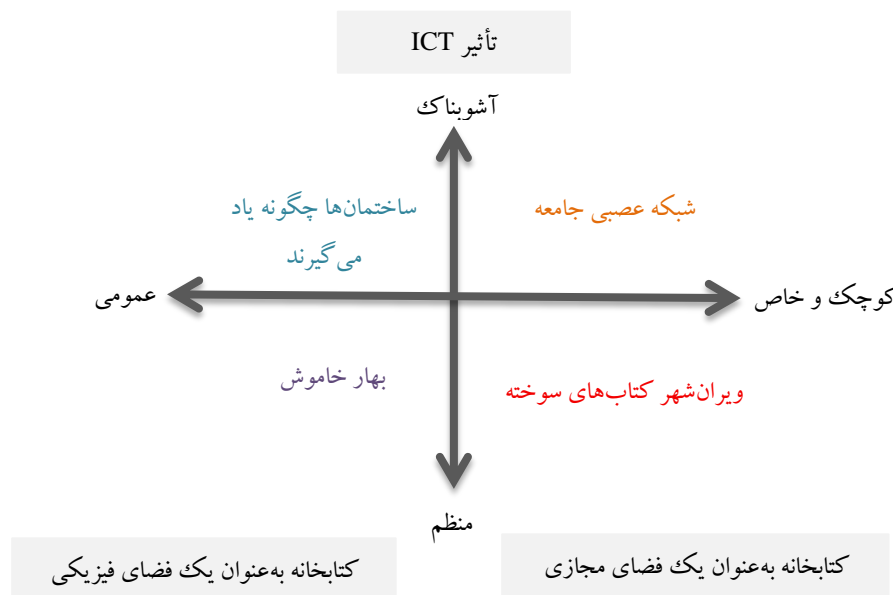 تأثیر ICT
آشوبناک
شبکه عصبی جامعه
ساختمان‌ها چگونه یاد
می‌گیرند
کوچک و خاص
عمومی
ویران‌شهر کتاب‌های سوخته
بهار خاموش
منظم
کتابخانه به‌عنوان یک فضای مجازی
کتابخانه به‌عنوان یک فضای فیزیکی